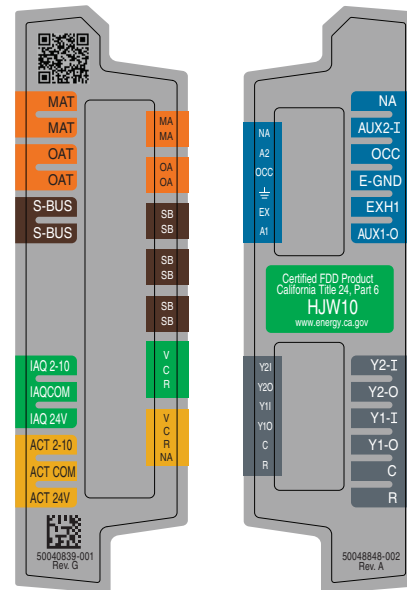 MAT
MAT
OAT
OAT
S-BUS
S-BUS
IAQ 2-10
IAQCOM
IAQ 24V
ACT 2-10
ACT COM
ACT 24V
50040839-001
Rev. G
MA
MA
OA
OA
SB
SB
SB
SB
SB
SB
V
C
R
V
C
R
NA
NA
A2
OCC
EX
A1
NA
AUX2-I
OCC
E-GND
EXH1
AUX1-O
Certified FDD Product
California Title 24, Part 6
HJW10
www.energy.ca.gov
Y2I
Y2O
Y1I
Y1O
C
R
Y2-I
Y2-O
Y1-I
Y1-O
C
R
50048848-002
Rev. A